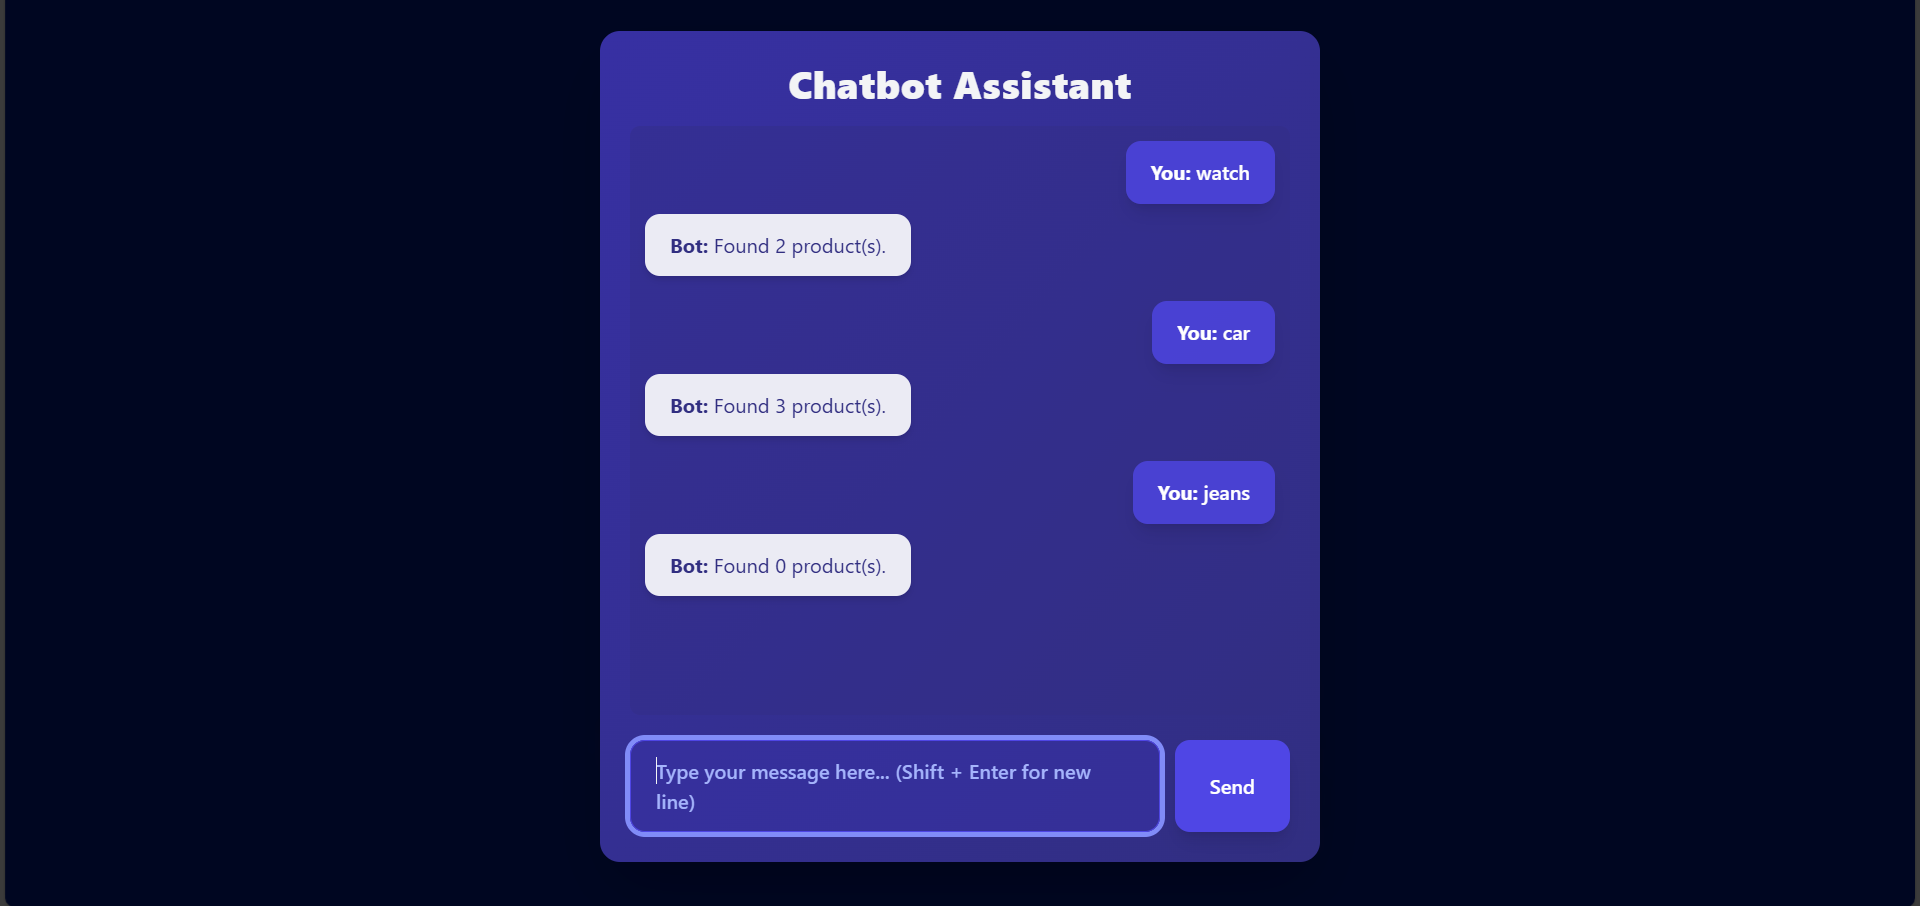 Chatbot Assistant
You: watch
Bot: Found 2 product(s).
You: car
Bot: Found 3 product(s).
You: jeans
Bot: Found 0 product(s).
Type your message here... (Shift + Enter for new
line)
Send